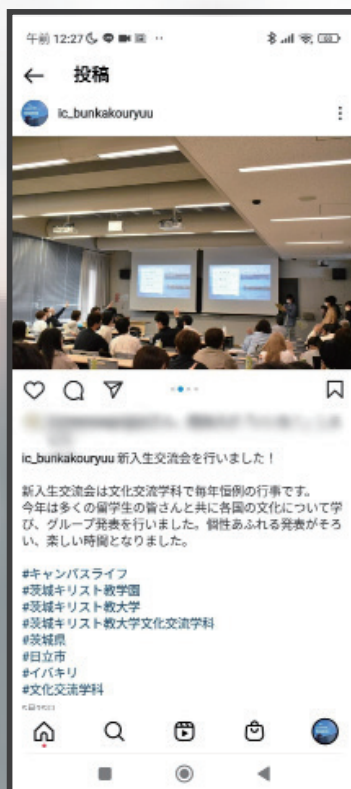 午前 12:27
投稿
ic_bunkakouryuu
ic_bunkakouryuu 新入生交流会を行いました！
新入生交流会は文化交流学科で毎年恒例の行事です。
今年は多くの留学生の皆さんと共に各国の文化について学
び、グループ発表を行いました。個性あふれる発表がそろ
い、楽しい時間となりました。
#キャンパスライフ
#茨城キリスト教学園
#茨城キリスト教大学
#茨城キリスト教大学文化交流学科
#茨城県
#日立市
#イバキリ
#文化交流学科